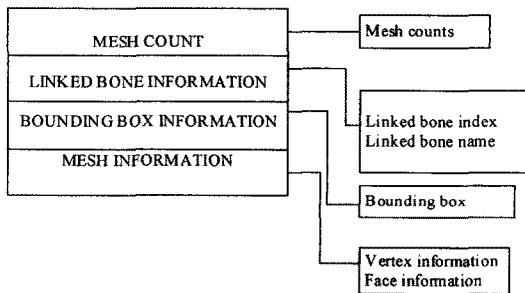 MESH COUNT
LINKED BONE INFORMATION
BOUNDING BOX INFORMATION
MESH INFORMATION
Mesh counts
Linked bone index
Linked bone name
Bounding box
Vertex information
Face information